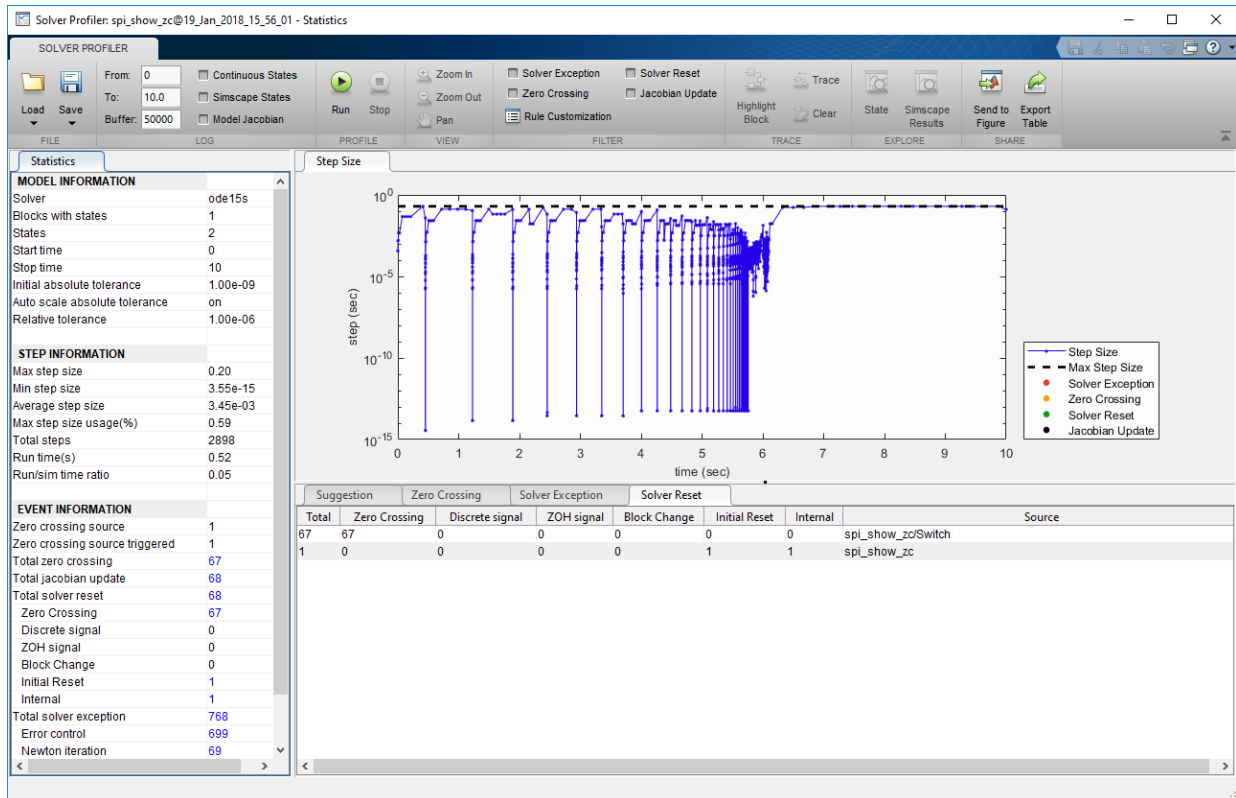 Solver Profiler: spi_show_zc@19_Jan_2018_15_56_01 - Statistics
SOLVER PROFILER
Load
Save
From: 0
To: 10.0
Buffer: 50000
Continuous States
Simscape States
Model Jacobian
Run
Stop
Zoom In
Zoom Out
Pan
Solver Exception
Solver Reset
Zero Crossing
Jacobian Update
Rule Customization
Highlight
Block
Trace
Clear
State
Simscape
Results
Send to
Figure
Export
Table
FILE LOG PROFILE VIEW FILTER TRACE EXPLORE SHARE
Statistics
MODEL INFORMATION
Solver ode15s
Blocks with states 1
States 2
Start time 0
Stop time 10
Initial absolute tolerance 1.00e-09
Auto scale absolute tolerance on
Relative tolerance 1.00e-06
STEP INFORMATION
Max step size 0.20
Min step size 3.55e-15
Average step size 3.45e-03
Max step size usage(%) 0.59
Total steps 2898
Run time(s) 0.52
Run/sim time ratio 0.05
EVENT INFORMATION
Zero crossing source 1
Zero crossing source triggered 1
Total zero crossing 67
Total jacobian update 68
Total solver reset 68
Zero Crossing 67
Discrete signal 0
ZOH signal 0
Block Change 0
Initial Reset 1
Internal 1
Total solver exception 768
Error control 699
Newton iteration 69
Step Size
10^0
10^-5
10^-10
10^-15
step (sec)
0 1 2 3 4 5 6 7 8 9 10
time (sec)
Step Size
Max Step Size
Solver Exception
Zero Crossing
Solver Reset
Jacobian Update
Suggestion Zero Crossing Solver Exception Solver Reset
Total Zero Crossing Discrete signal ZOH signal Block Change Initial Reset Internal Source
67 67 0 0 0 0 0 spi_show_zc/Switch
1 0 0 0 0 1 1 spi_show_zc